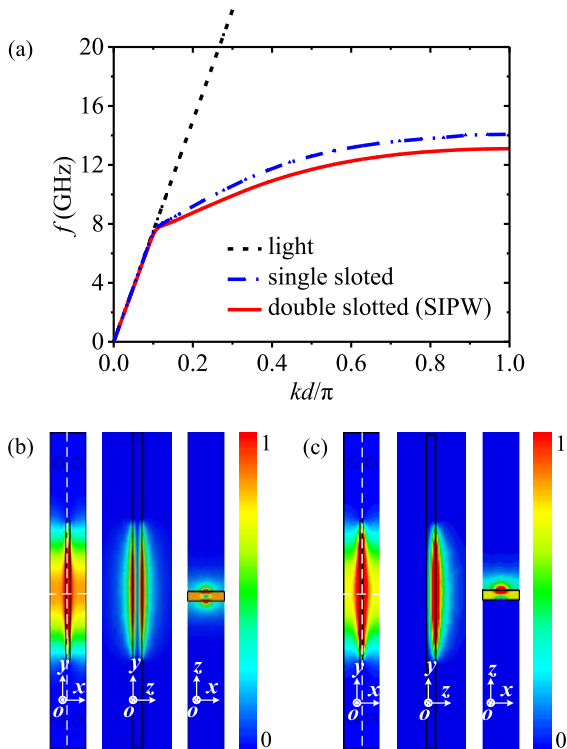 (a)
20
16
12
8
4
0
f (GHz)
light
single sloted
double slotted (SIPW)
0.0 0.2 0.4 0.6 0.8 1.0
kd/π
(b)
1
0
y
o x
y
o z
z
o x
(c)
1
0
y
o x
y
o z
z
o x